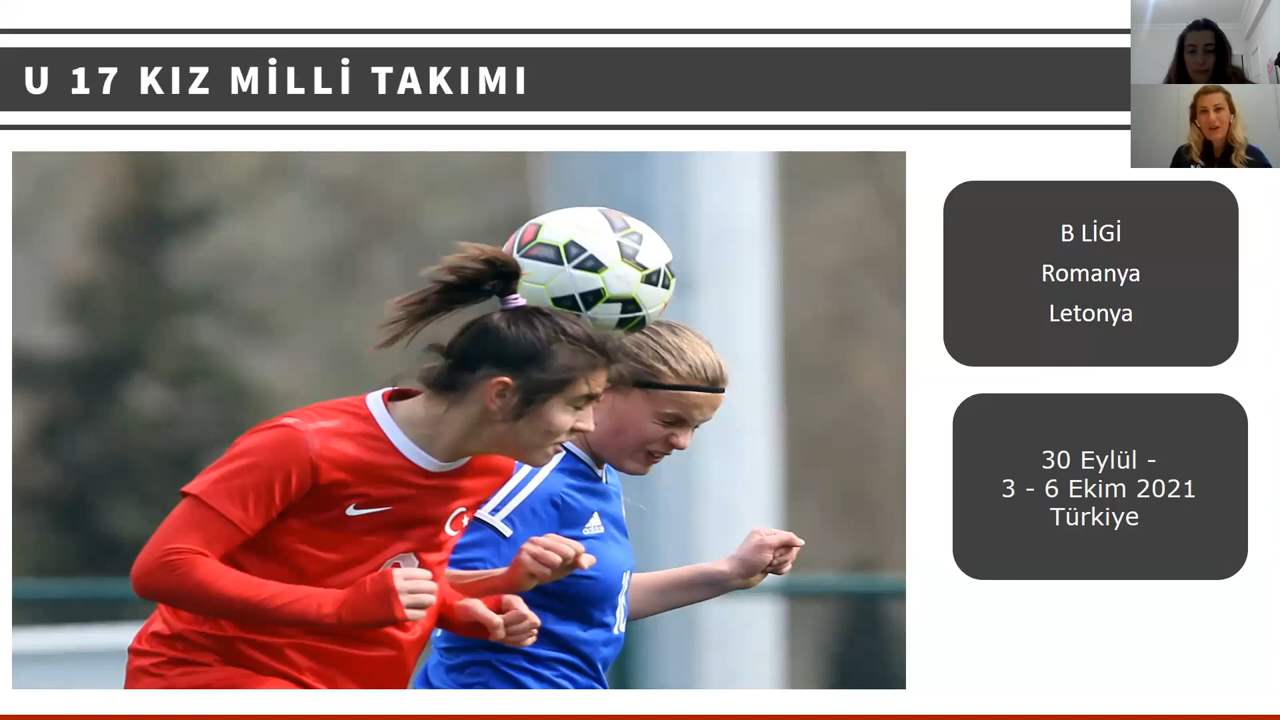 U 17 KIZ MİLLİ TAKIMI
B LİGİ
Romanya
Letonya
30 Eylül -
3 - 6 Ekim 2021
Türkiye